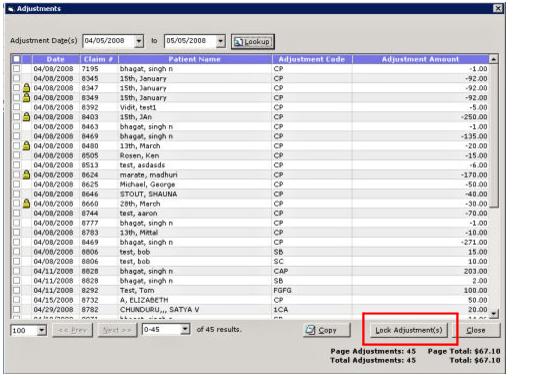 Adjustments
Adjustment Date(s) 04/05/2008 to 05/05/2008 Lookup
Date Claim # Patient Name Adjustment Code Adjustment Amount
04/08/2008 7195 bhagat, singh n CP -1.00
04/08/2008 8345 15th, January CP -92.00
04/08/2008 8347 15th, January CP -92.00
04/08/2008 8349 15th, January CP -92.00
04/08/2008 8392 Vidit, test1 CP -5.00
04/08/2008 8403 15th, JAn CP -250.00
04/08/2008 8463 bhagat, singh n CP -1.00
04/08/2008 8469 bhagat, singh n CP -135.00
04/08/2008 8480 13th, March CP -20.00
04/08/2008 8505 Rosen, Ken CP -15.00
04/08/2008 8513 test, asdasds CP -6.00
04/08/2008 8624 marate, madhuri CP -170.00
04/08/2008 8625 Michael, George CP -50.00
04/08/2008 8646 STOUT, SHAUNA CP -40.00
04/08/2008 8660 28th, March CP -30.00
04/08/2008 8744 test, aaron CP -70.00
04/08/2008 8777 bhagat, singh n CP -1.00
04/08/2008 8783 13th, Mittal CP -10.00
04/08/2008 8469 bhagat, singh n CP -271.00
04/08/2008 8806 test, bob SB 15.00
04/08/2008 8806 test, bob SC 10.00
04/11/2008 8828 bhagat, singh n CAP 203.00
04/11/2008 8828 bhagat, singh n SB 2.00
04/11/2008 8292 Test, Tom FGFG 100.00
04/15/2008 8732 A, ELIZABETH CP 50.00
04/29/2008 8782 CHUNDURU,,, SATYA V 1CA 20.00
100 << Prev Next >> 0-45 of 45 results. Copy Lock Adjustment(s) Close
Page Adjustments: 45 Page Total: $67.10
Total Adjustments: 45 Total: $67.10